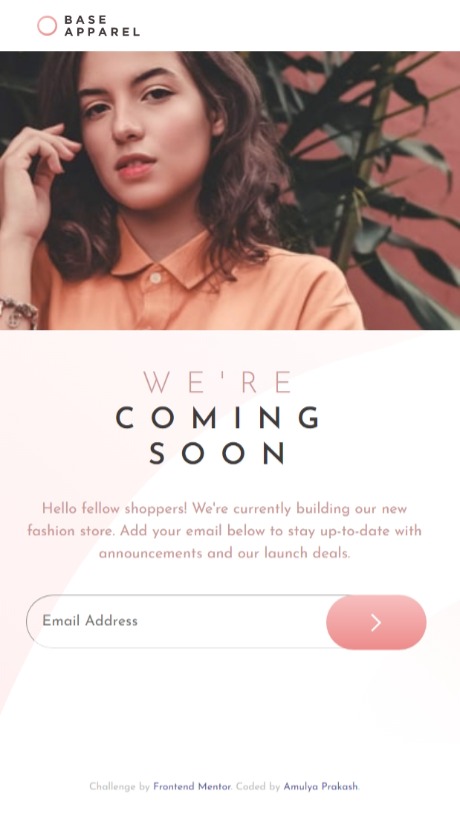 BASE
APPAREL
WE'RE
COMING
SOON
Hello fellow shoppers! We're currently building our new
fashion store. Add your email below to stay up-to-date with
announcements and our launch deals.
Email Address
Challenge by Frontend Mentor. Coded by Amulya Prakash.